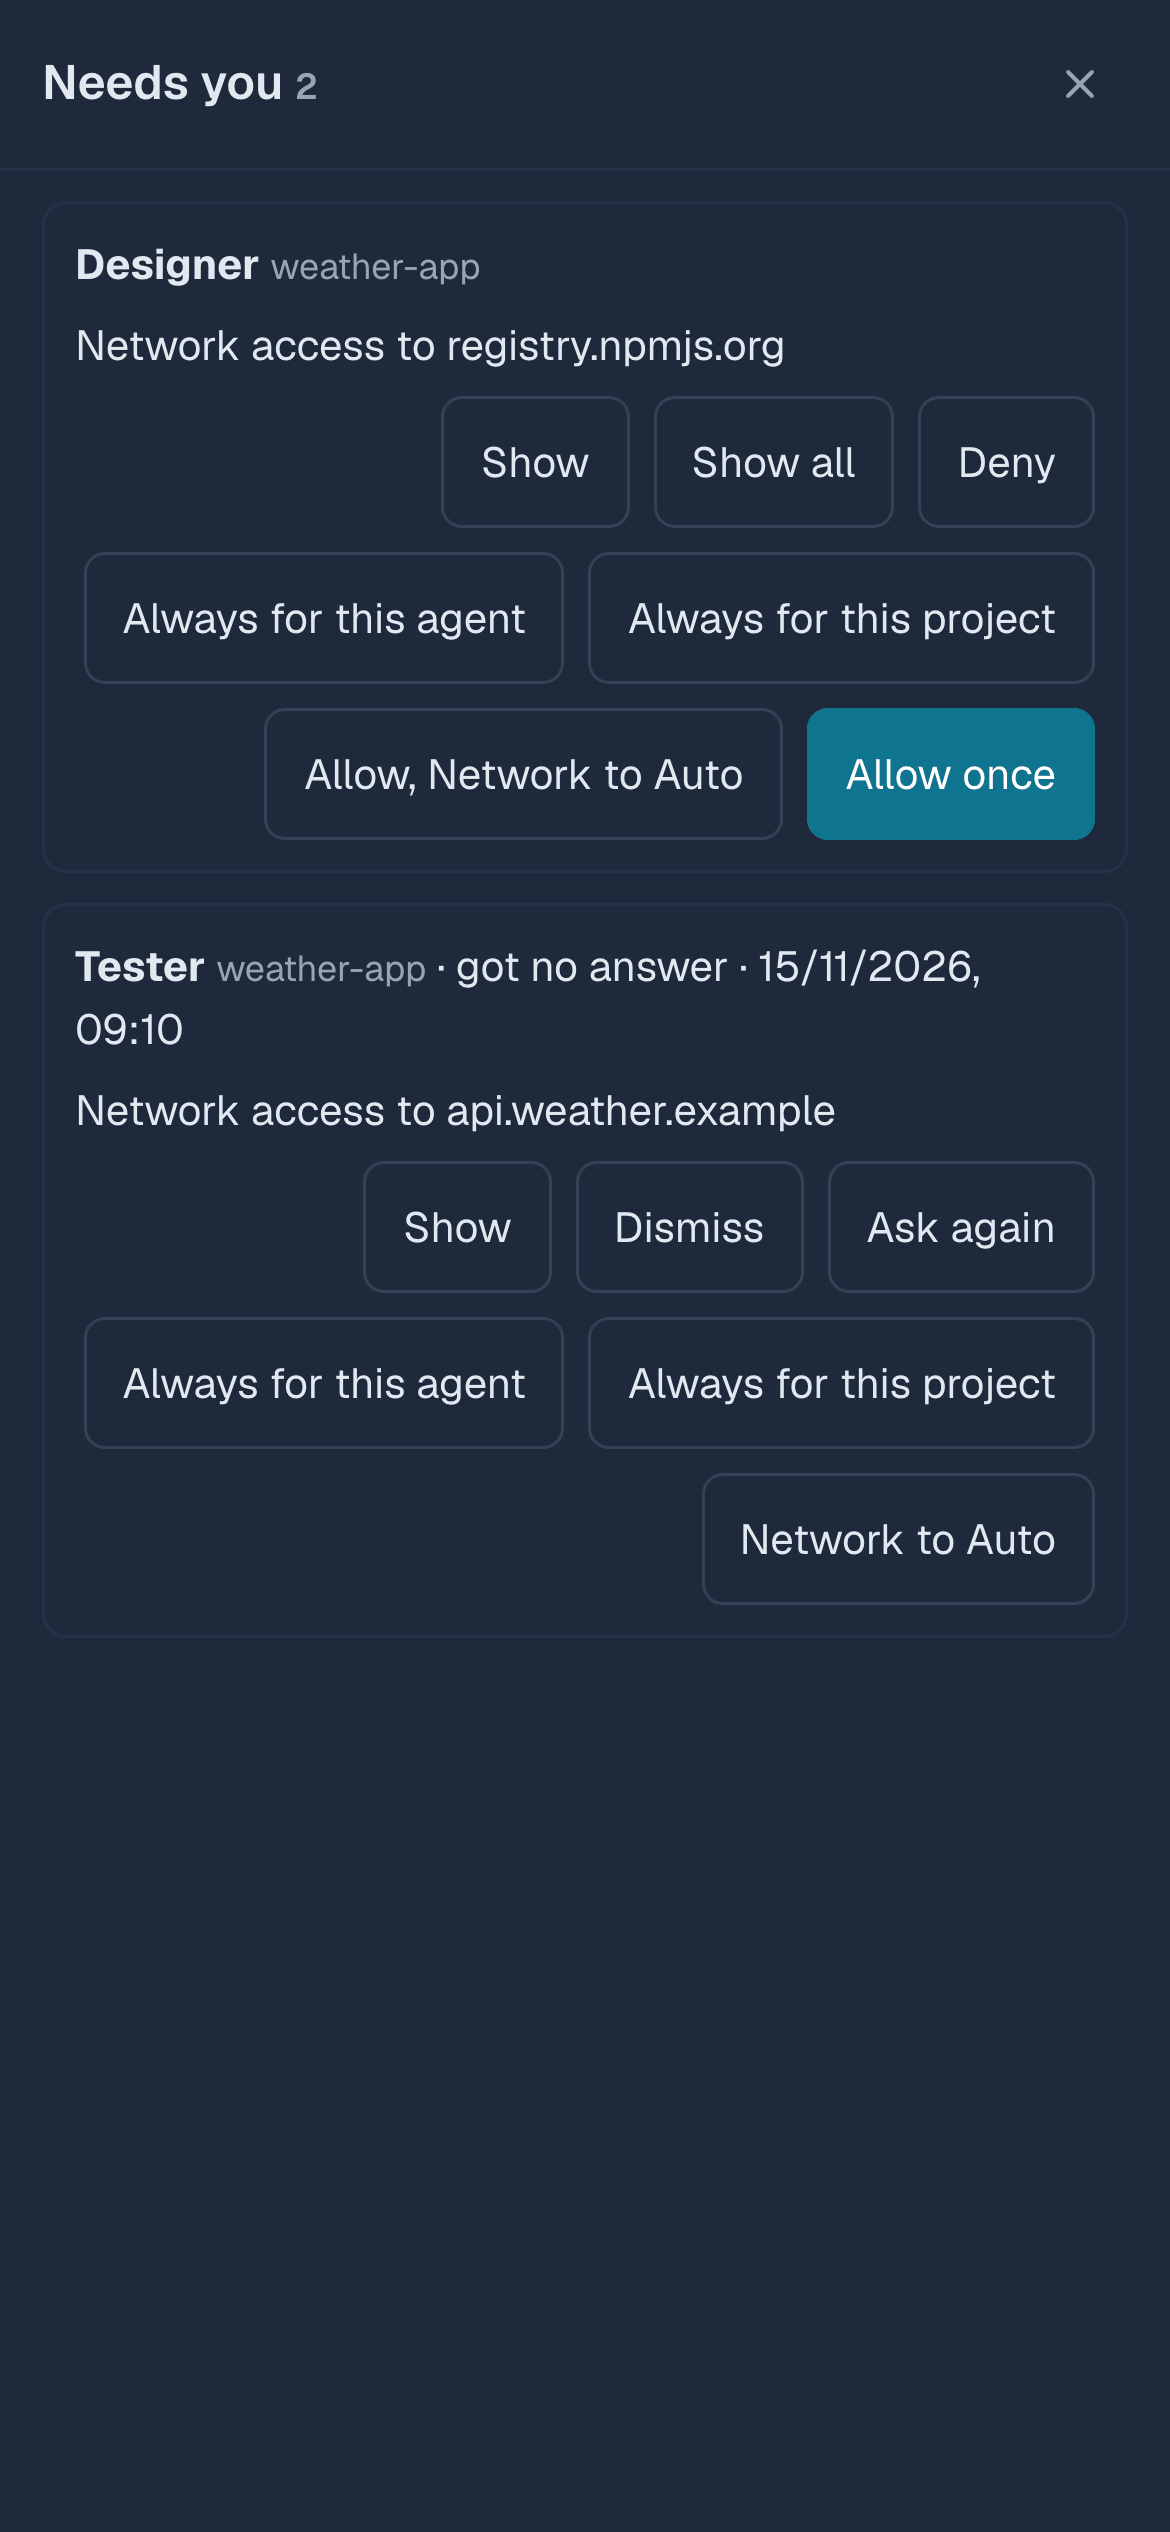 Needs you 2
Designer weather-app
Network access to registry.npmjs.org
Show Show all Deny
Always for this agent Always for this project
Allow, Network to Auto Allow once
Tester weather-app · got no answer · 15/11/2026,
09:10
Network access to api.weather.example
Show Dismiss Ask again
Always for this agent Always for this project
Network to Auto